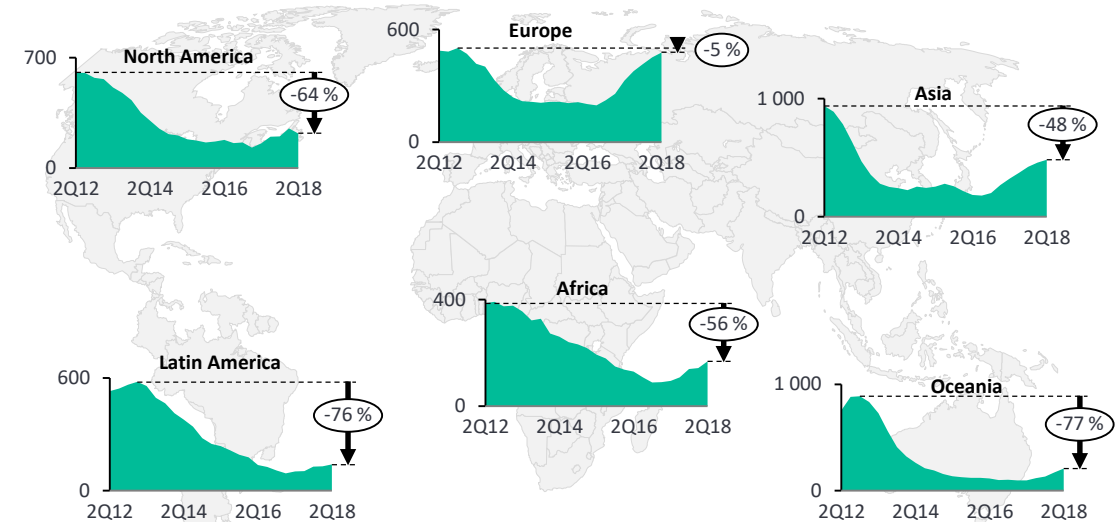 North America
700
-64 %
0
2Q12 2Q14 2Q16 2Q18
Europe
600
-5 %
0
2Q12 2Q14 2Q16 2Q18
Asia
1 000
-48 %
0
2Q12 2Q14 2Q16 2Q18
Latin America
600
-76 %
0
2Q12 2Q14 2Q16 2Q18
Africa
400
-56 %
0
2Q12 2Q14 2Q16 2Q18
Oceania
1 000
-77 %
0
2Q12 2Q14 2Q16 2Q18